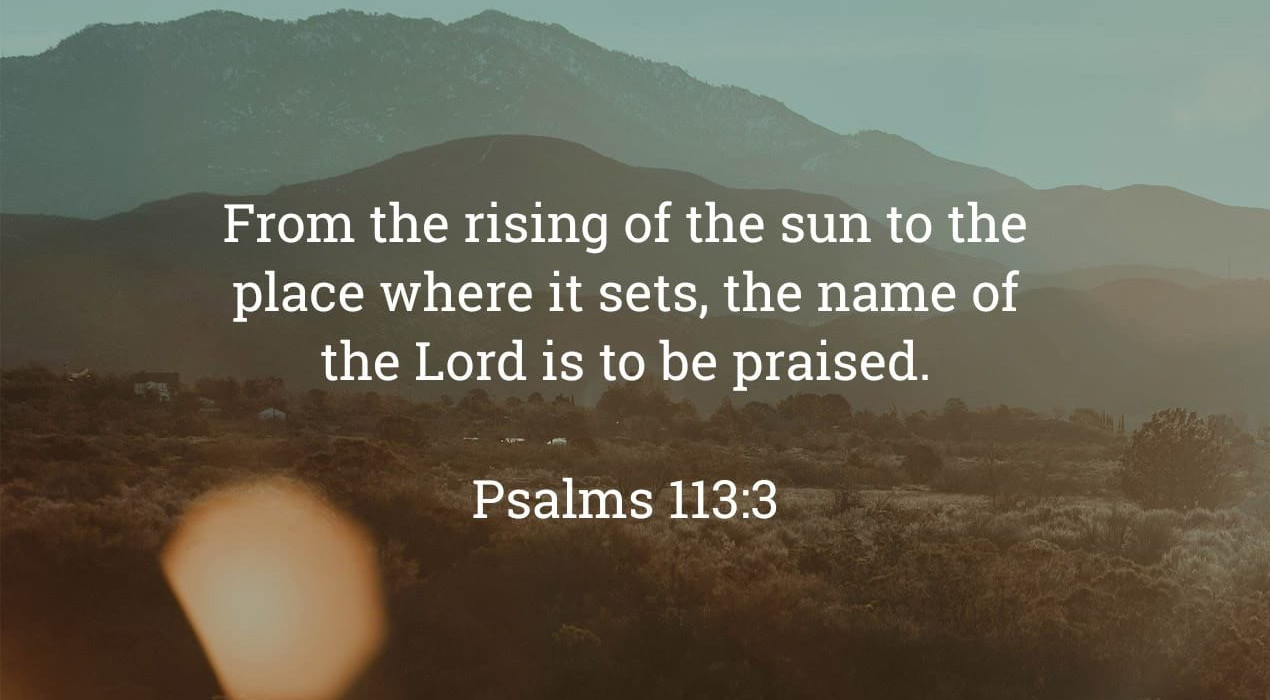 From the rising of the sun to the
place where it sets, the name of
the Lord is to be praised.
Psalms 113:3